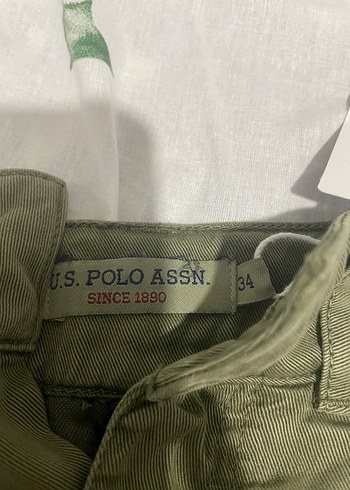 U.S. POLO ASSN.
SINCE 1890
34